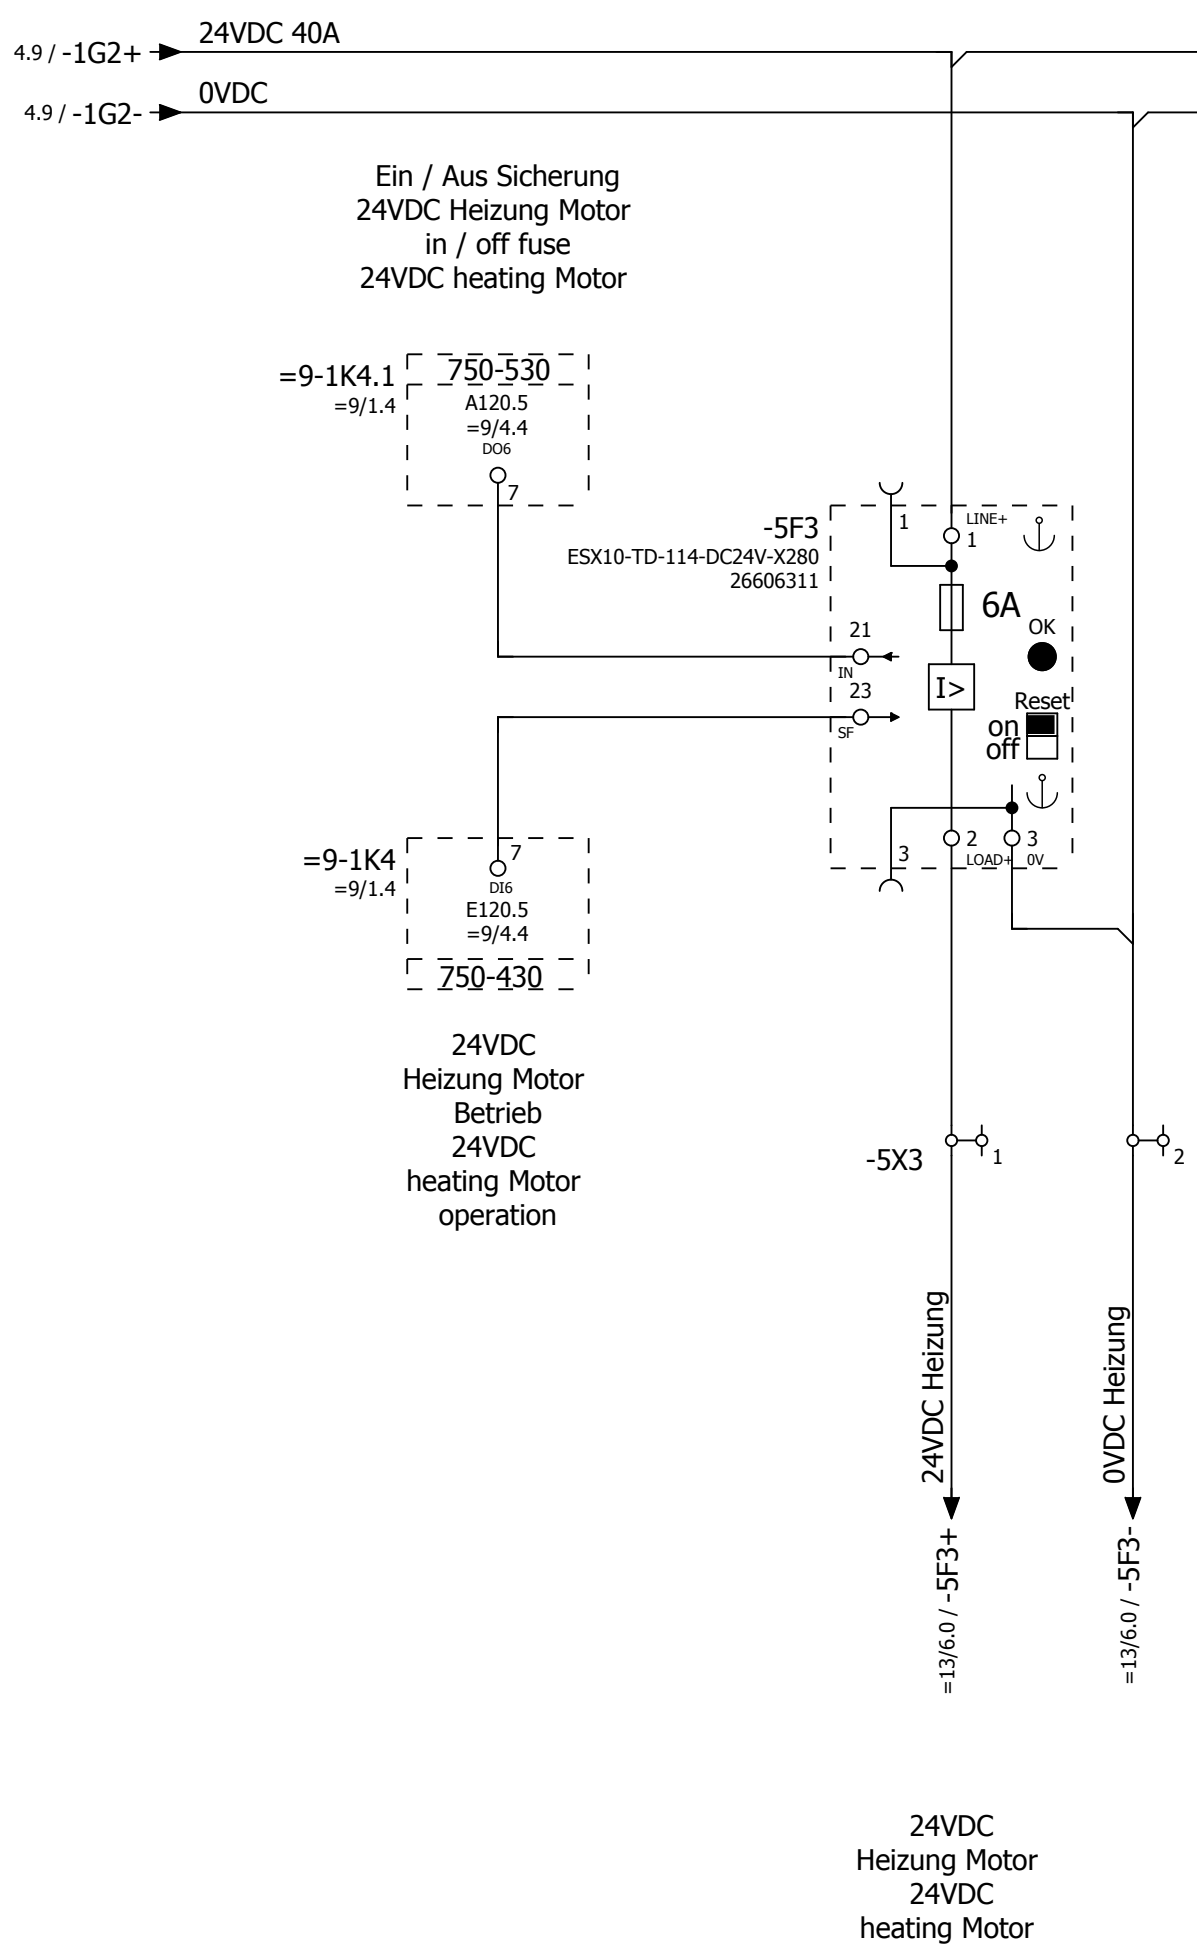 24VDC 40A
4.9 / -1G2+
0VDC
4.9 / -1G2-
Ein / Aus Sicherung
24VDC Heizung Motor
in / off fuse
24VDC heating Motor
=9-1K4.1
=9/1.4
750-530
A120.5
=9/4.4
DO6
7
-5F3
ESX10-TD-114-DC24V-X280
26606311
1
LINE+
1
6A
OK
21
IN
23
SF
I>
Reset
on
off
3
2
LOAD+
3
0V
=9-1K4
=9/1.4
7
DI6
E120.5
=9/4.4
750-430
24VDC
Heizung Motor
Betrieb
24VDC
heating Motor
operation
-5X3
1
2
24VDC Heizung
0VDC Heizung
=13/6.0 / -5F3+
=13/6.0 / -5F3-
24VDC
Heizung Motor
24VDC
heating Motor